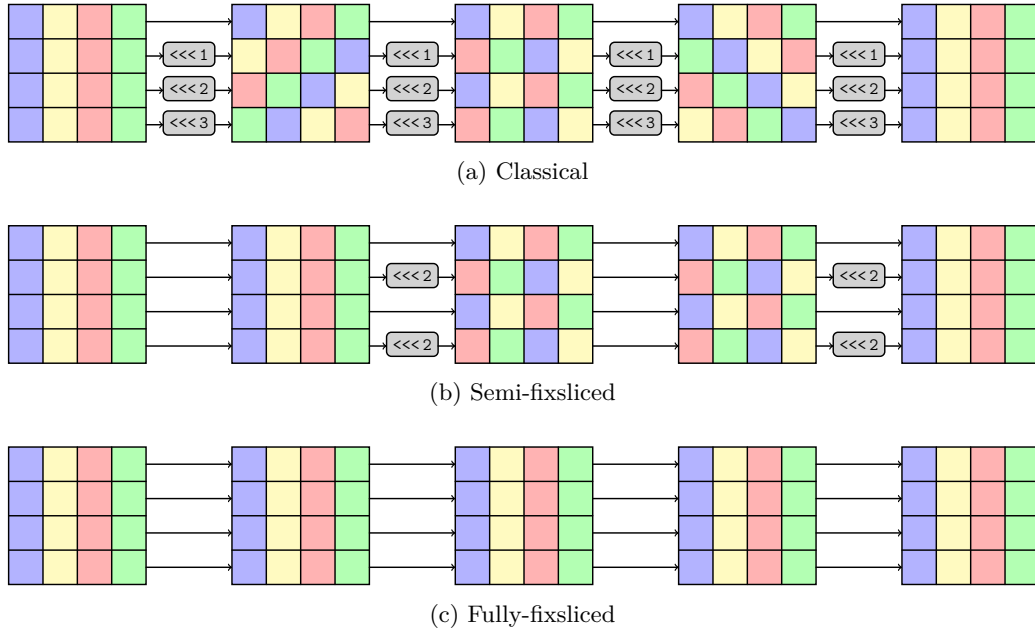 <<< 1 <<< 1 <<< 1 <<< 1
<<< 2 <<< 2 <<< 2 <<< 2
<<< 3 <<< 3 <<< 3 <<< 3
(a) Classical
<<< 2 <<< 2
<<< 2 <<< 2
(b) Semi-fixsliced
(c) Fully-fixsliced